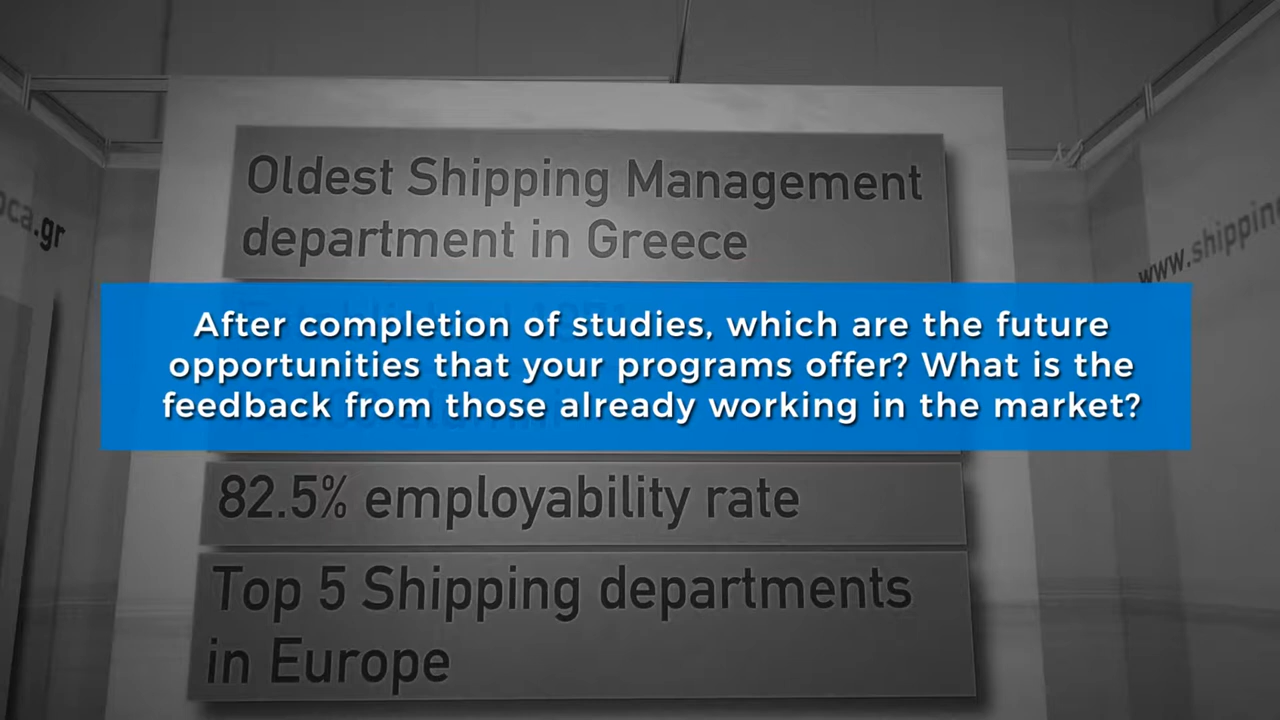 Oldest Shipping Management
department in Greece
oca.gr
www.shippin
After completion of studies, which are the future
opportunities that your programs offer? What is the
feedback from those already working in the market?
82.5% employability rate
Top 5 Shipping departments
in Europe